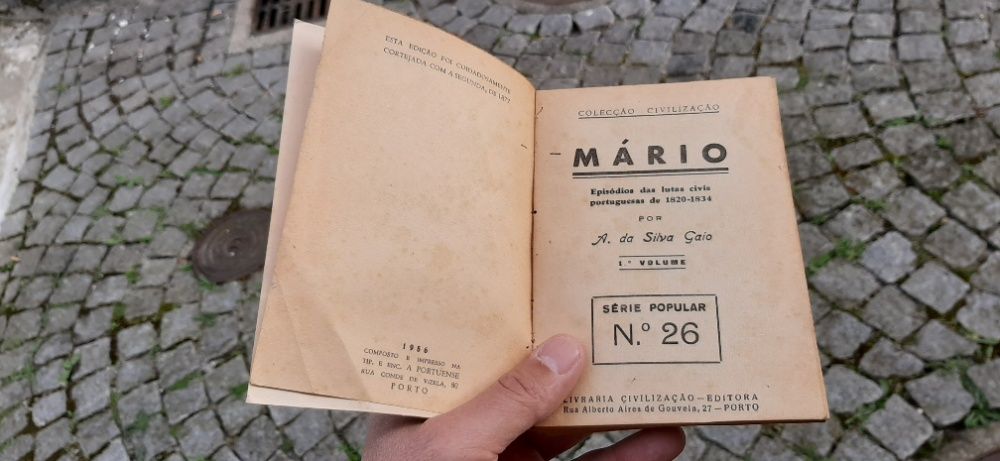 ESTA EDIÇÃO FOI CUIDADOSAMENTE
CORTEJADA COM A SEGUNDA, DE 1877
1956
COMPOSTO E IMPRESSO NA
TIP. E ENC. A PORTUENSE
RUA CONDE DE VIZELA, 80
PORTO
COLECÇÃO CIVILIZAÇÃO
MÁRIO
Episódios das lutas civis
portuguesas de 1820-1834
POR
A. da Silva Gaio
1.º VOLUME
SÉRIE POPULAR
N.º 26
LIVRARIA CIVILIZAÇÃO—EDITORA
Rua Alberto Aires de Gouveia, 27 — PORTO